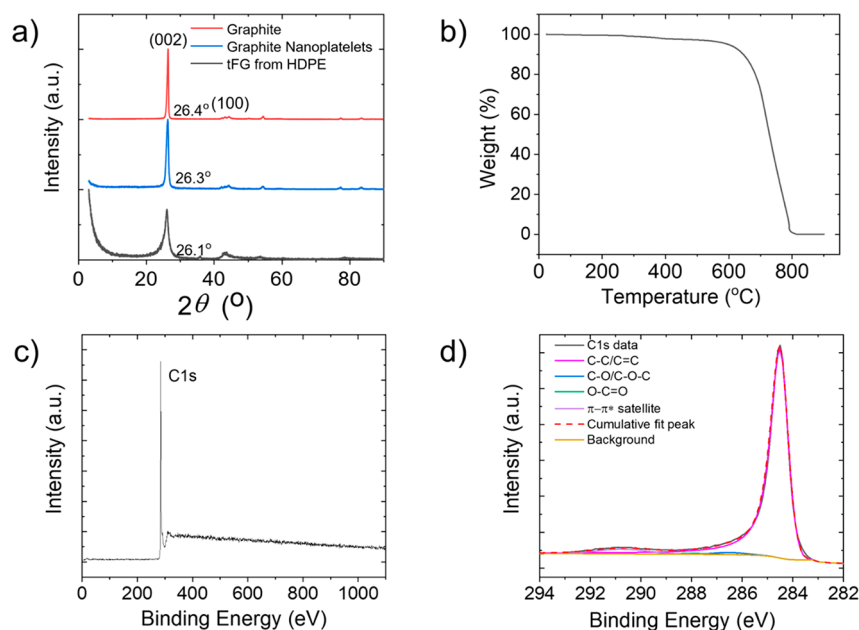 a)
Graphite
Graphite Nanoplatelets
tFG from HDPE
(002)
26.4° (100)
26.3°
26.1°
Intensity (a.u.)
0 20 40 60 80
2θ (°)
b)
100
80
60
40
20
0
Weight (%)
0 200 400 600 800
Temperature (°C)
c)
C1s
Intensity (a.u.)
0 200 400 600 800 1000
Binding Energy (eV)
d)
C1s data
C-C/C=C
C-O/C-O-C
O-C=O
π–π* satellite
Cumulative fit peak
Background
Intensity (a.u.)
294 292 290 288 286 284 282
Binding Energy (eV)